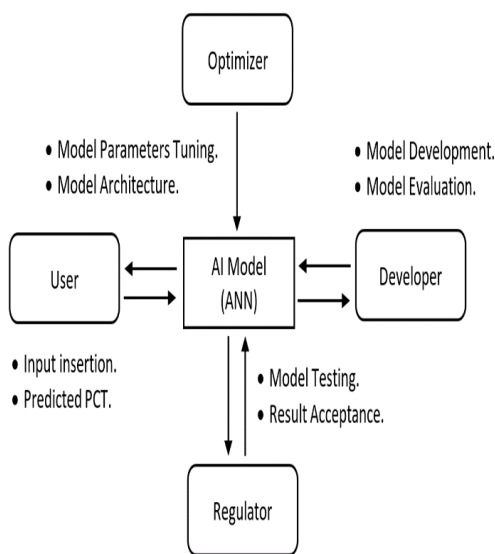 Optimizer
• Model Parameters Tuning.
• Model Architecture.
• Model Development.
• Model Evaluation.
User
AI Model
(ANN)
Developer
• Input insertion.
• Predicted PCT.
• Model Testing.
• Result Acceptance.
Regulator